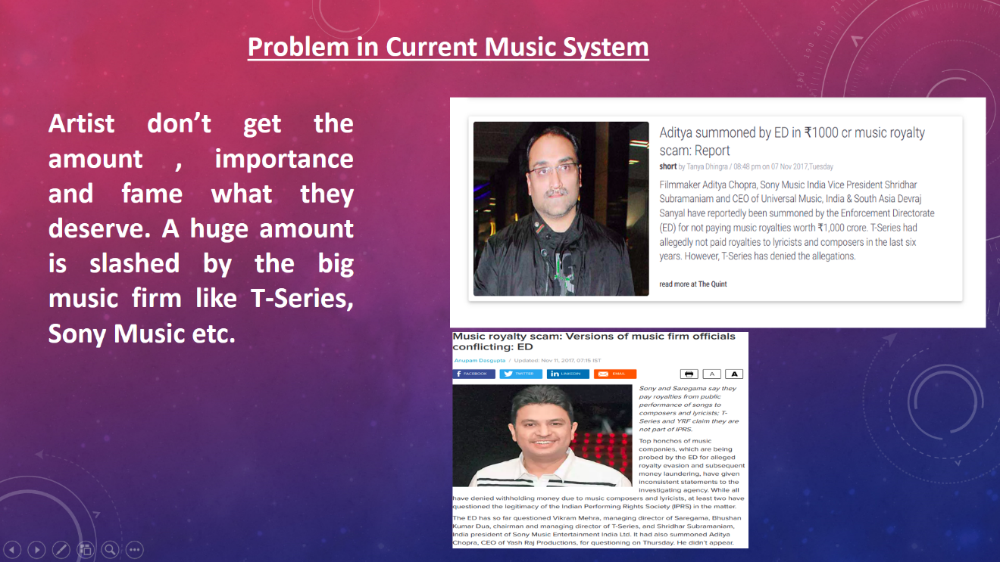 Problem in Current Music System
Artist don’t get the
amount , importance
and fame what they
deserve. A huge amount
is slashed by the big
music firm like T-Series,
Sony Music etc.
Aditya summoned by ED in ₹1000 cr music royalty
scam: Report
short by Tanya Dhingra / 08:48 pm on 07 Nov 2017,Tuesday
Filmmaker Aditya Chopra, Sony Music India Vice President Shridhar
Subramaniam and CEO of Universal Music, India & South Asia Devraj
Sanyal have reportedly been summoned by the Enforcement Directorate
(ED) for not paying music royalties worth ₹1,000 crore. T-Series had
allegedly not paid royalties to lyricists and composers in the last six
years. However, T-Series has denied the allegations.
read more at The Quint
Music royalty scam: Versions of music firm officials
conflicting: ED
Anupam Dasgupta / Updated: Nov 11, 2017, 07:15 IST
f FACEBOOK TWITTER in LINKEDIN EMAIL A A
Sony and Saregama say they
pay royalties from public
performance of songs to
composers and lyricists; T-
Series and YRF claim they are
not part of IPRS.
Top honchos of music
companies, which are being
probed by the ED for alleged
royalty evasion and subsequent
money laundering, have given
inconsistent statements to the
investigating agency. While all
have denied withholding money due to music composers and lyricists, at least two have
questioned the legitimacy of the Indian Performing Rights Society (IPRS) in the matter.
The ED has so far questioned Vikram Mehra, managing director of Saregama, Bhushan
Kumar Dua, chairman and managing director of T-Series, and Shridhar Subramaniam,
India president of Sony Music Entertainment India Ltd. It had also summoned Aditya
Chopra, CEO of Yash Raj Productions, for questioning on Thursday. He didn't appear.
180 190 200